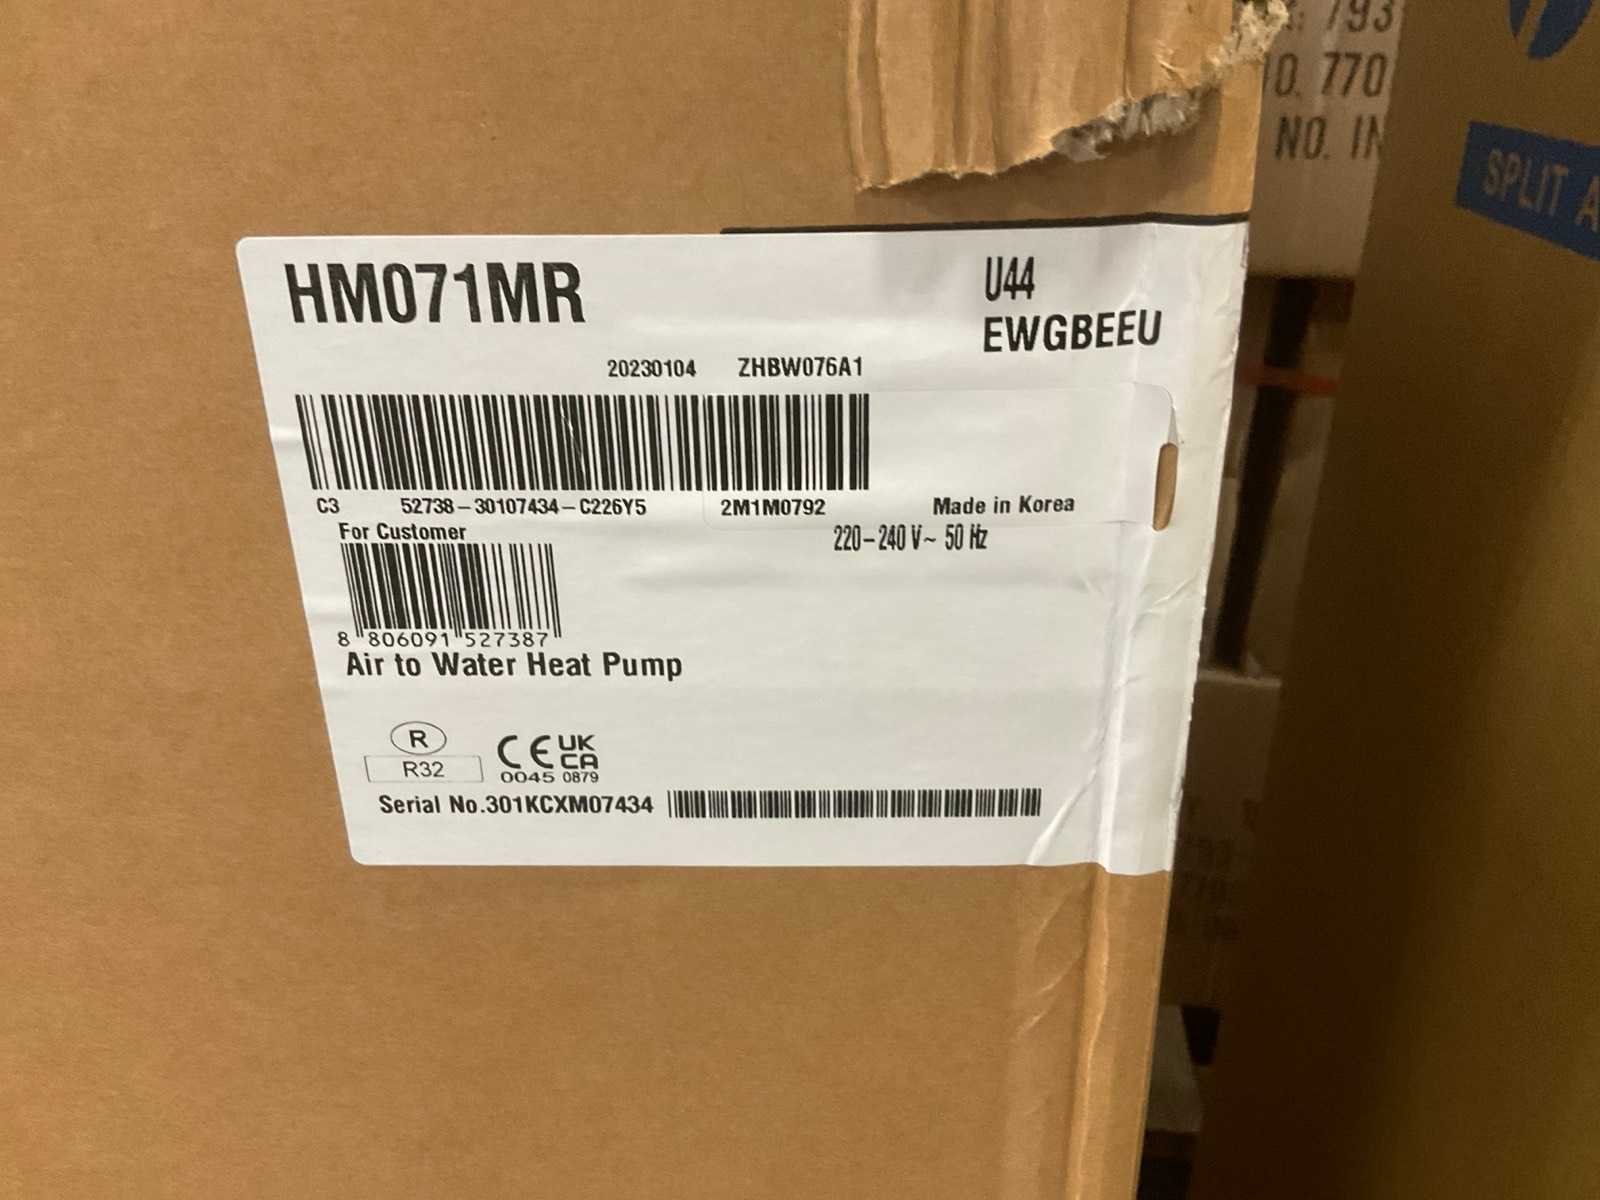 HM071MR
U44
EWGBEEU
20230104 ZHBW076A1
C3 52738-30107434-C226Y5 2M1M0792 Made in Korea
For Customer
220-240 V~ 50 Hz
8 806091 527387
Air to Water Heat Pump
R
R32
CE UK CA
0045 0879
Serial No.301KCXM07434
793
770
NO. IN
SPLIT A